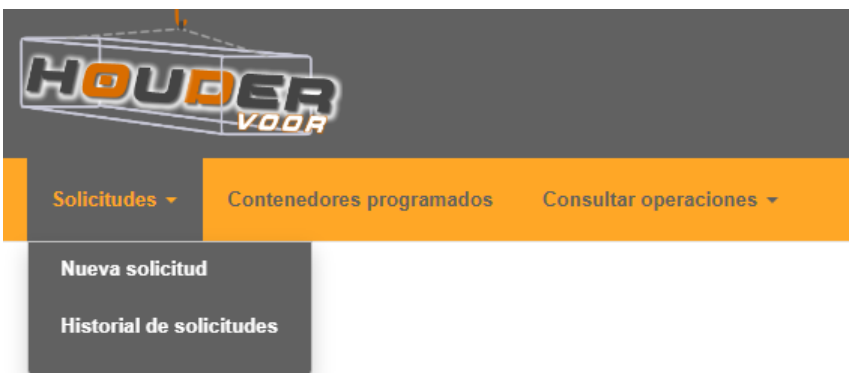 HOUDER
VOOR
Solicitudes Contenedores programados Consultar operaciones
Nueva solicitud
Historial de solicitudes